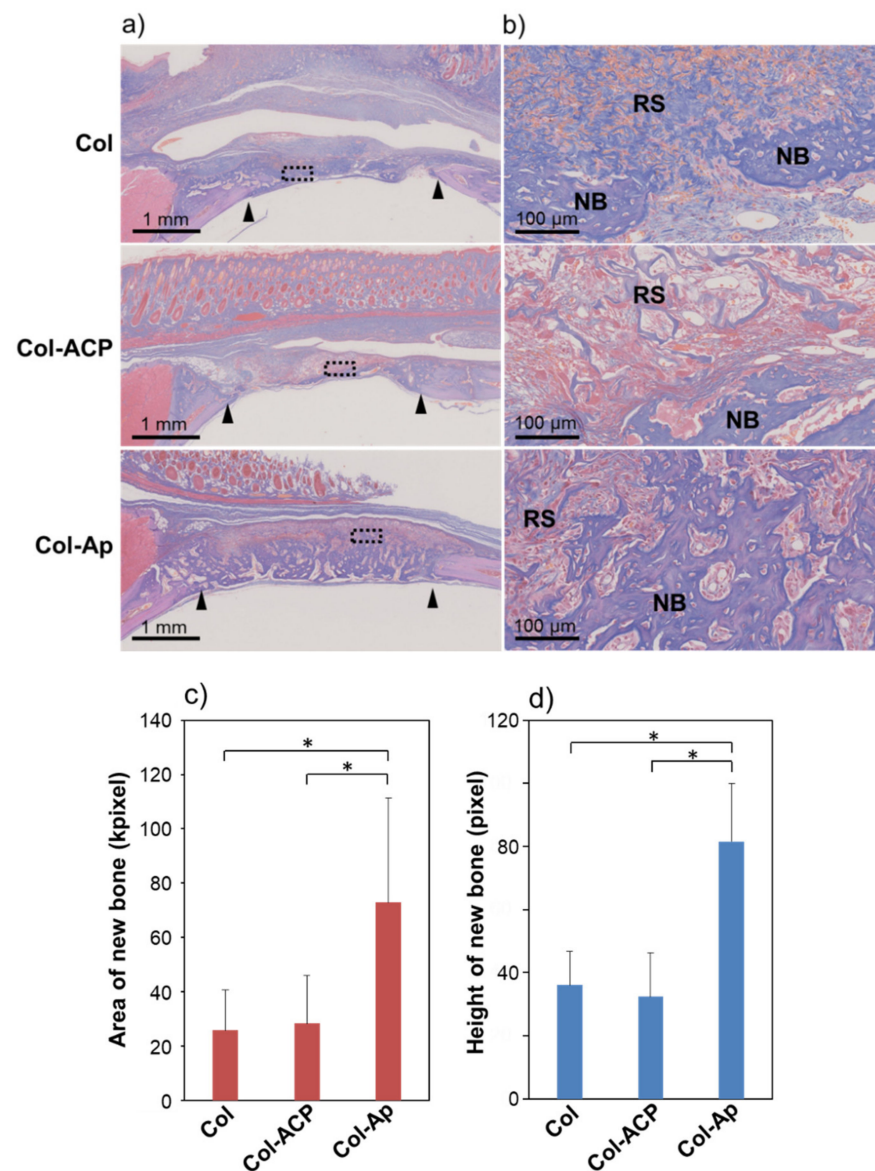 a)
b)
Col
RS
NB
NB
1 mm
100 µm
Col-ACP
RS
NB
1 mm
100 µm
Col-Ap
RS
NB
1 mm
100 µm
c)
Area of new bone (kpixel)
140
120
100
80
60
40
20
0
*
*
Col
Col-ACP
Col-Ap
d)
Height of new bone (pixel)
120
80
40
0
*
*
Col
Col-ACP
Col-Ap